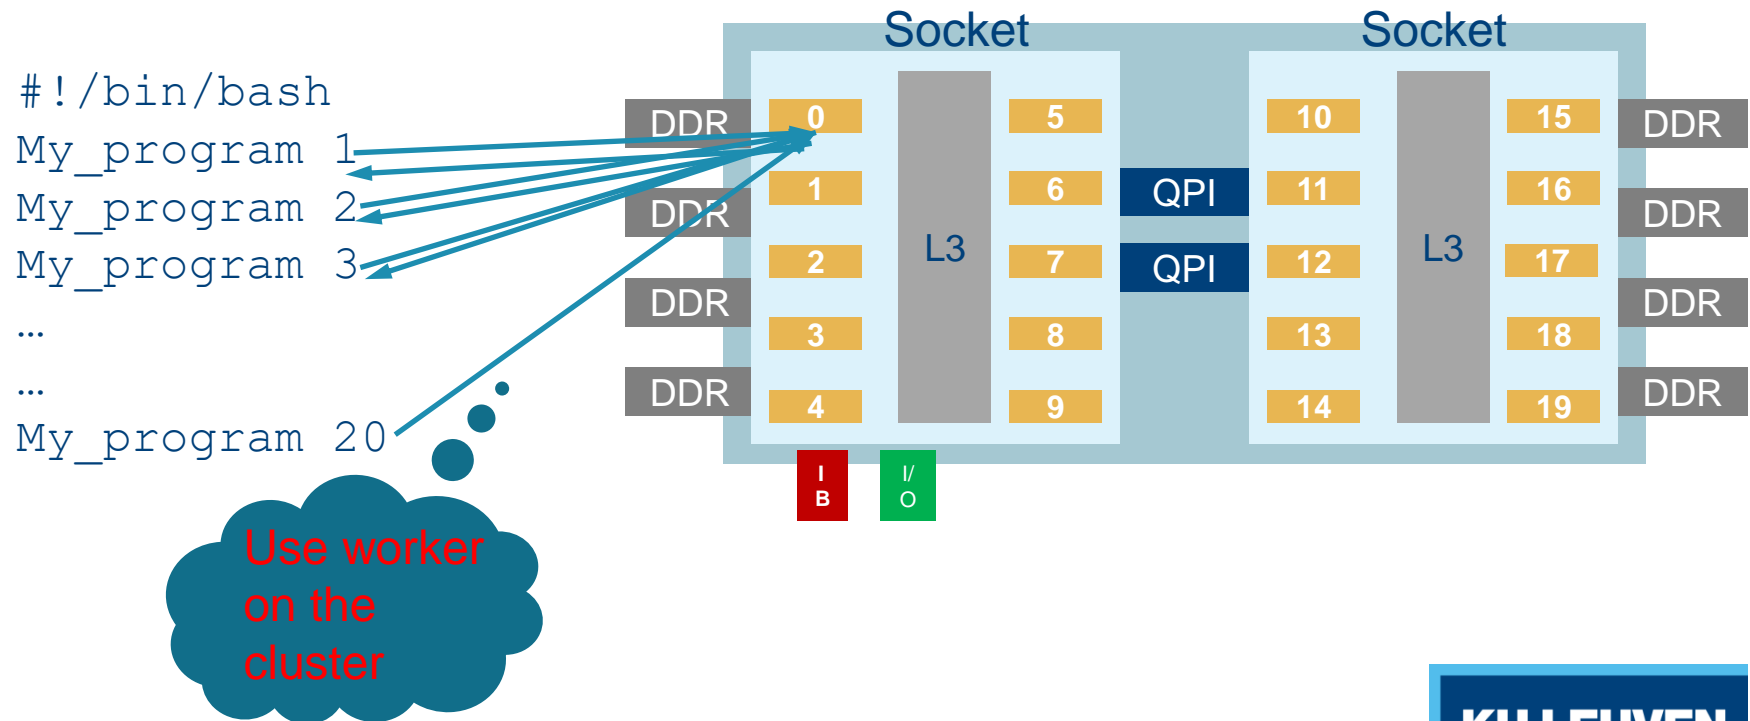 #!/bin/bash
My_program 1
My_program 2
My_program 3
…
…
My_program 20
Use worker
on the
cluster
Socket
Socket
DDR
DDR
DDR
DDR
0
1
2
3
4
L3
5
6
7
8
9
QPI
QPI
10
11
12
13
14
L3
15
16
17
18
19
DDR
DDR
DDR
DDR
I
B
I/
O
KU LEUVEN